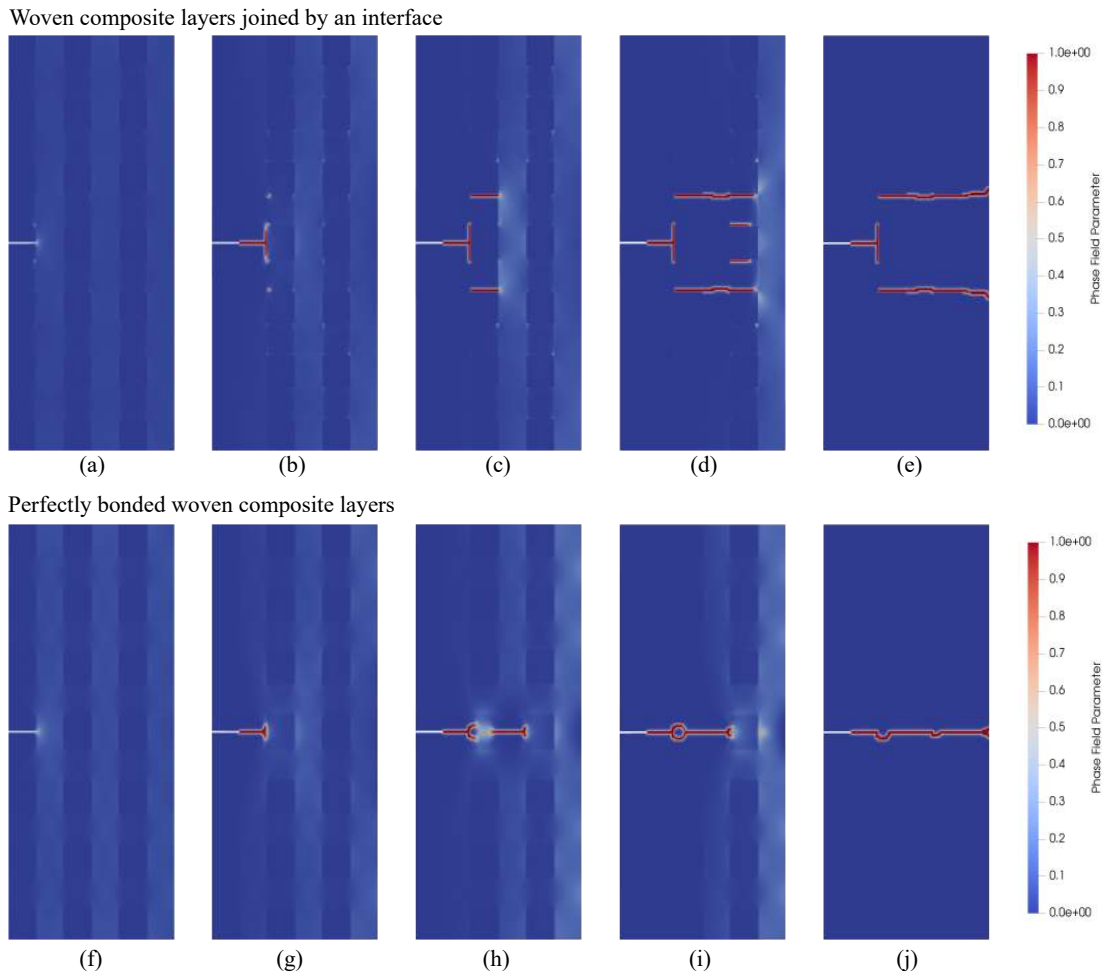 Woven composite layers joined by an interface
1.0e+00
0.9
0.8
0.7
0.6
0.5
0.4
0.3
0.2
0.1
0.0e+00
Phase Field Parameter
(a) (b) (c) (d) (e)
Perfectly bonded woven composite layers
1.0e+00
0.9
0.8
0.7
0.6
0.5
0.4
0.3
0.2
0.1
0.0e+00
Phase Field Parameter
(f) (g) (h) (i) (j)